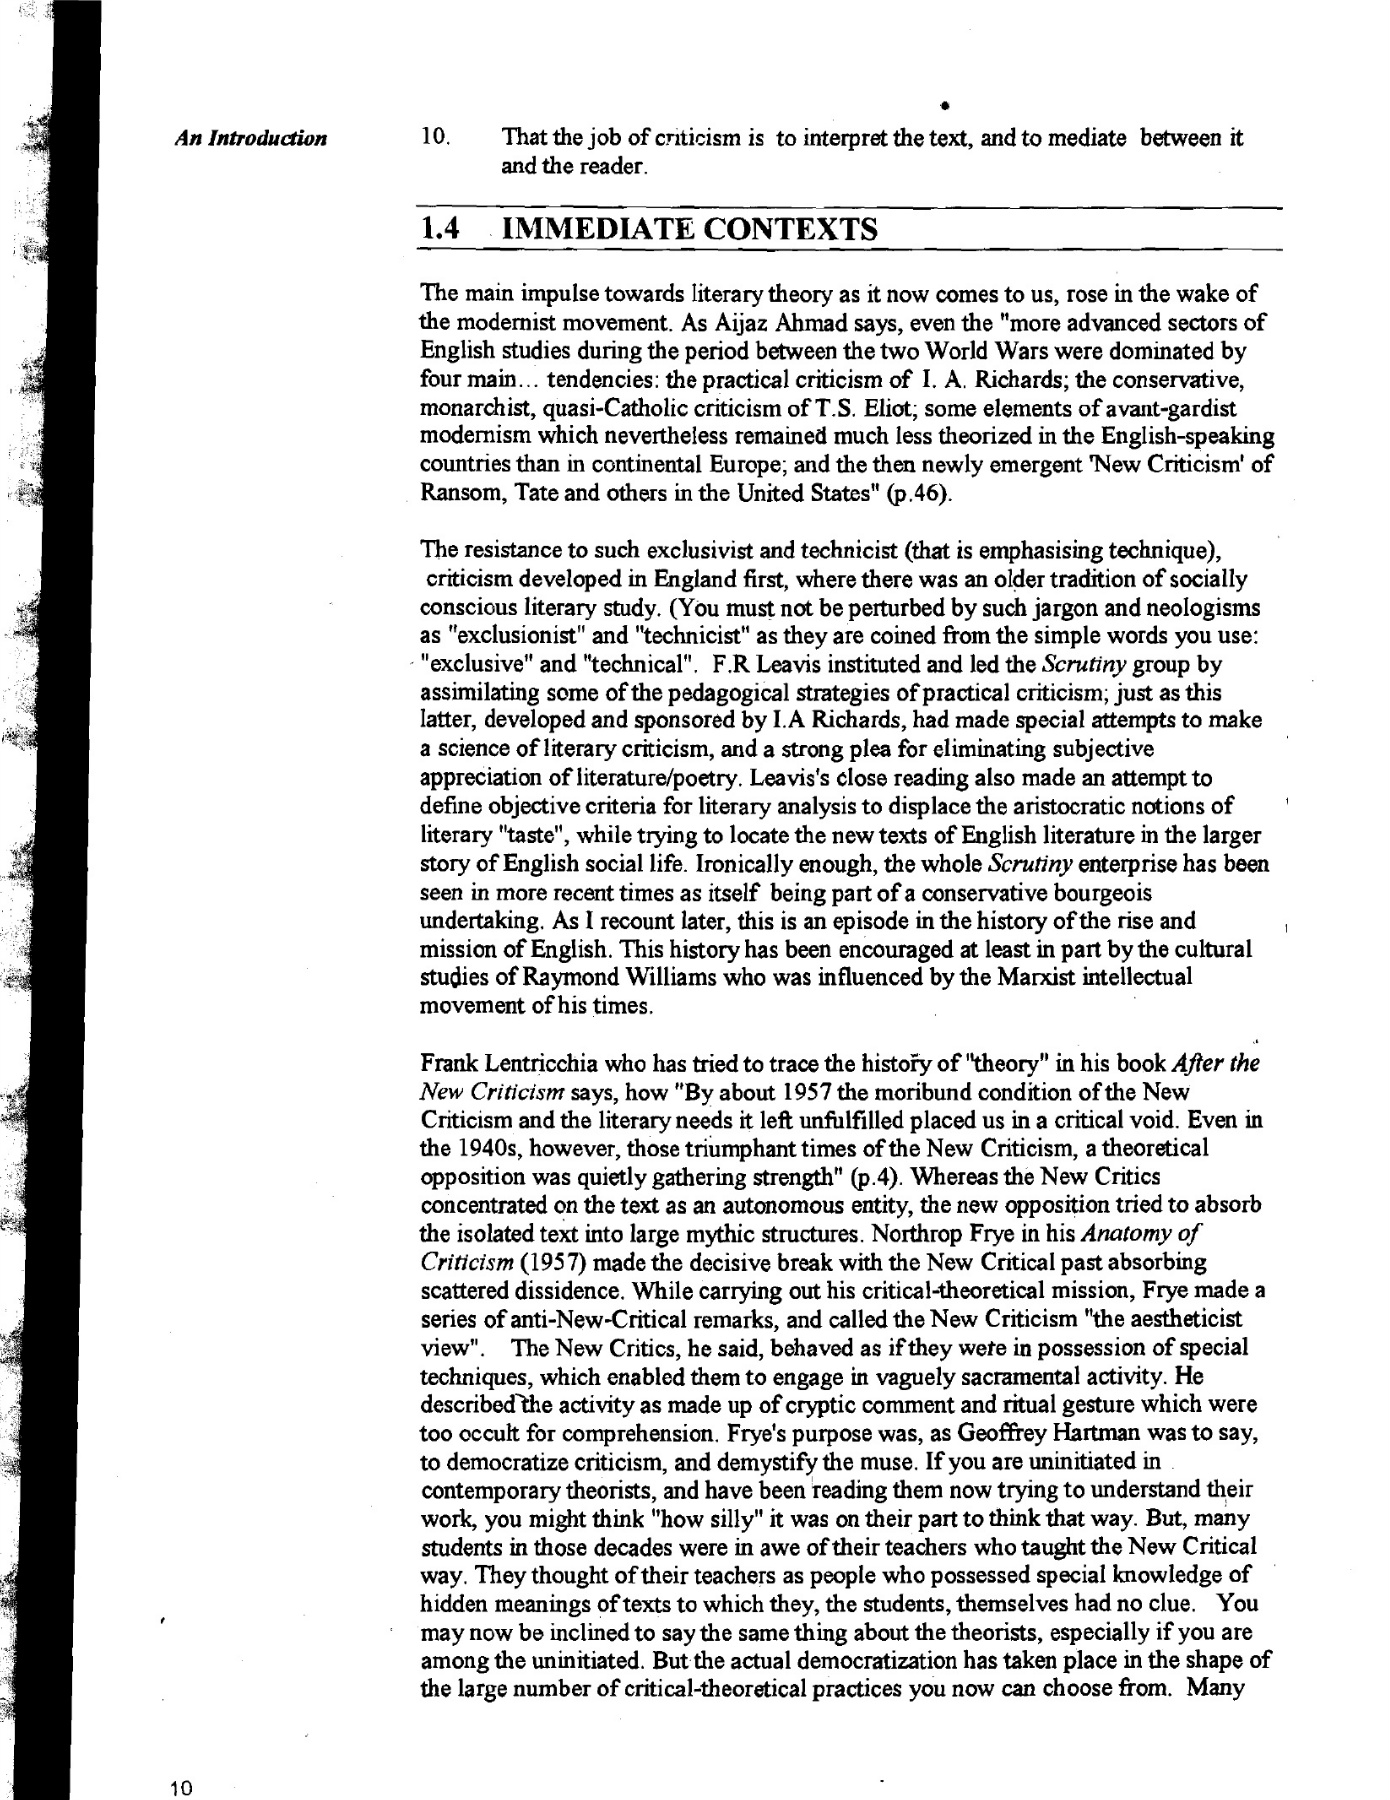 An Introduction
10. That the job of criticism is to interpret the text, and to mediate between it
and the reader.
1.4 IMMEDIATE CONTEXTS
The main impulse towards literary theory as it now comes to us, rose in the wake of
the modernist movement. As Aijaz Ahmad says, even the "more advanced sectors of
English studies during the period between the two World Wars were dominated by
four main... tendencies: the practical criticism of I. A. Richards; the conservative,
monarchist, quasi-Catholic criticism of T.S. Eliot; some elements of avant-gardist
modernism which nevertheless remained much less theorized in the English-speaking
countries than in continental Europe; and the then newly emergent 'New Criticism' of
Ransom, Tate and others in the United States" (p.46).
The resistance to such exclusivist and technicist (that is emphasising technique),
criticism developed in England first, where there was an older tradition of socially
conscious literary study. (You must not be perturbed by such jargon and neologisms
as "exclusionist" and "technicist" as they are coined from the simple words you use:
"exclusive" and "technical". F.R Leavis instituted and led the Scrutiny group by
assimilating some of the pedagogical strategies of practical criticism; just as this
latter, developed and sponsored by I.A Richards, had made special attempts to make
a science of literary criticism, and a strong plea for eliminating subjective
appreciation of literature/poetry. Leavis's close reading also made an attempt to
define objective criteria for literary analysis to displace the aristocratic notions of
literary "taste", while trying to locate the new texts of English literature in the larger
story of English social life. Ironically enough, the whole Scrutiny enterprise has been
seen in more recent times as itself being part of a conservative bourgeois
undertaking. As I recount later, this is an episode in the history of the rise and
mission of English. This history has been encouraged at least in part by the cultural
studies of Raymond Williams who was influenced by the Marxist intellectual
movement of his times.
Frank Lentricchia who has tried to trace the history of "theory" in his book After the
New Criticism says, how "By about 1957 the moribund condition of the New
Criticism and the literary needs it left unfulfilled placed us in a critical void. Even in
the 1940s, however, those triumphant times of the New Criticism, a theoretical
opposition was quietly gathering strength" (p.4). Whereas the New Critics
concentrated on the text as an autonomous entity, the new opposition tried to absorb
the isolated text into large mythic structures. Northrop Frye in his Anatomy of
Criticism (1957) made the decisive break with the New Critical past absorbing
scattered dissidence. While carrying out his critical-theoretical mission, Frye made a
series of anti-New-Critical remarks, and called the New Criticism "the aestheticist
view". The New Critics, he said, behaved as if they were in possession of special
techniques, which enabled them to engage in vaguely sacramental activity. He
described the activity as made up of cryptic comment and ritual gesture which were
too occult for comprehension. Frye's purpose was, as Geoffrey Hartman was to say,
to democratize criticism, and demystify the muse. If you are uninitiated in
contemporary theorists, and have been reading them now trying to understand their
work, you might think "how silly" it was on their part to think that way. But, many
students in those decades were in awe of their teachers who taught the New Critical
way. They thought of their teachers as people who possessed special knowledge of
hidden meanings of texts to which they, the students, themselves had no clue. You
may now be inclined to say the same thing about the theorists, especially if you are
among the uninitiated. But the actual democratization has taken place in the shape of
the large number of critical-theoretical practices you now can choose from. Many
10